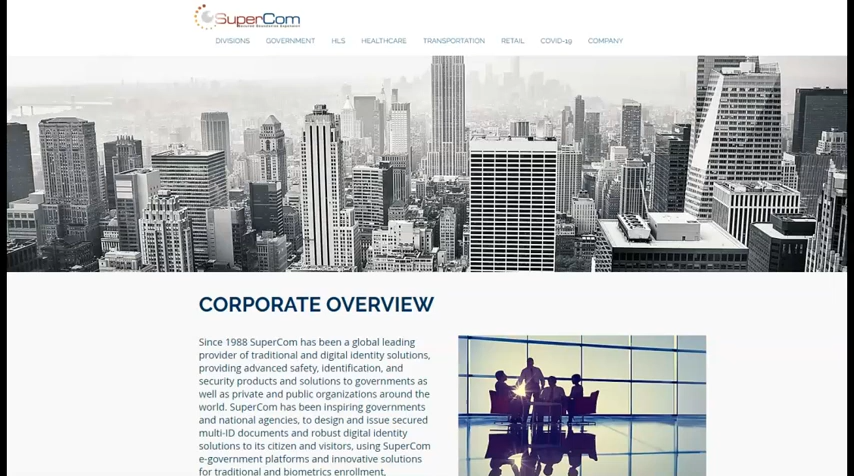 SuperCom
DIVISIONS GOVERNMENT HLS HEALTHCARE TRANSPORTATION RETAIL COVID-19 COMPANY
CORPORATE OVERVIEW
Since 1988 SuperCom has been a global leading
provider of traditional and digital identity solutions,
providing advanced safety, identification, and
security products and solutions to governments as
well as private and public organizations around the
world. SuperCom has been inspiring governments
and national agencies, to design and issue secured
multi-ID documents and robust digital identity
solutions to its citizen and visitors, using SuperCom
e-government platforms and innovative solutions
for traditional and biometrics enrollment,